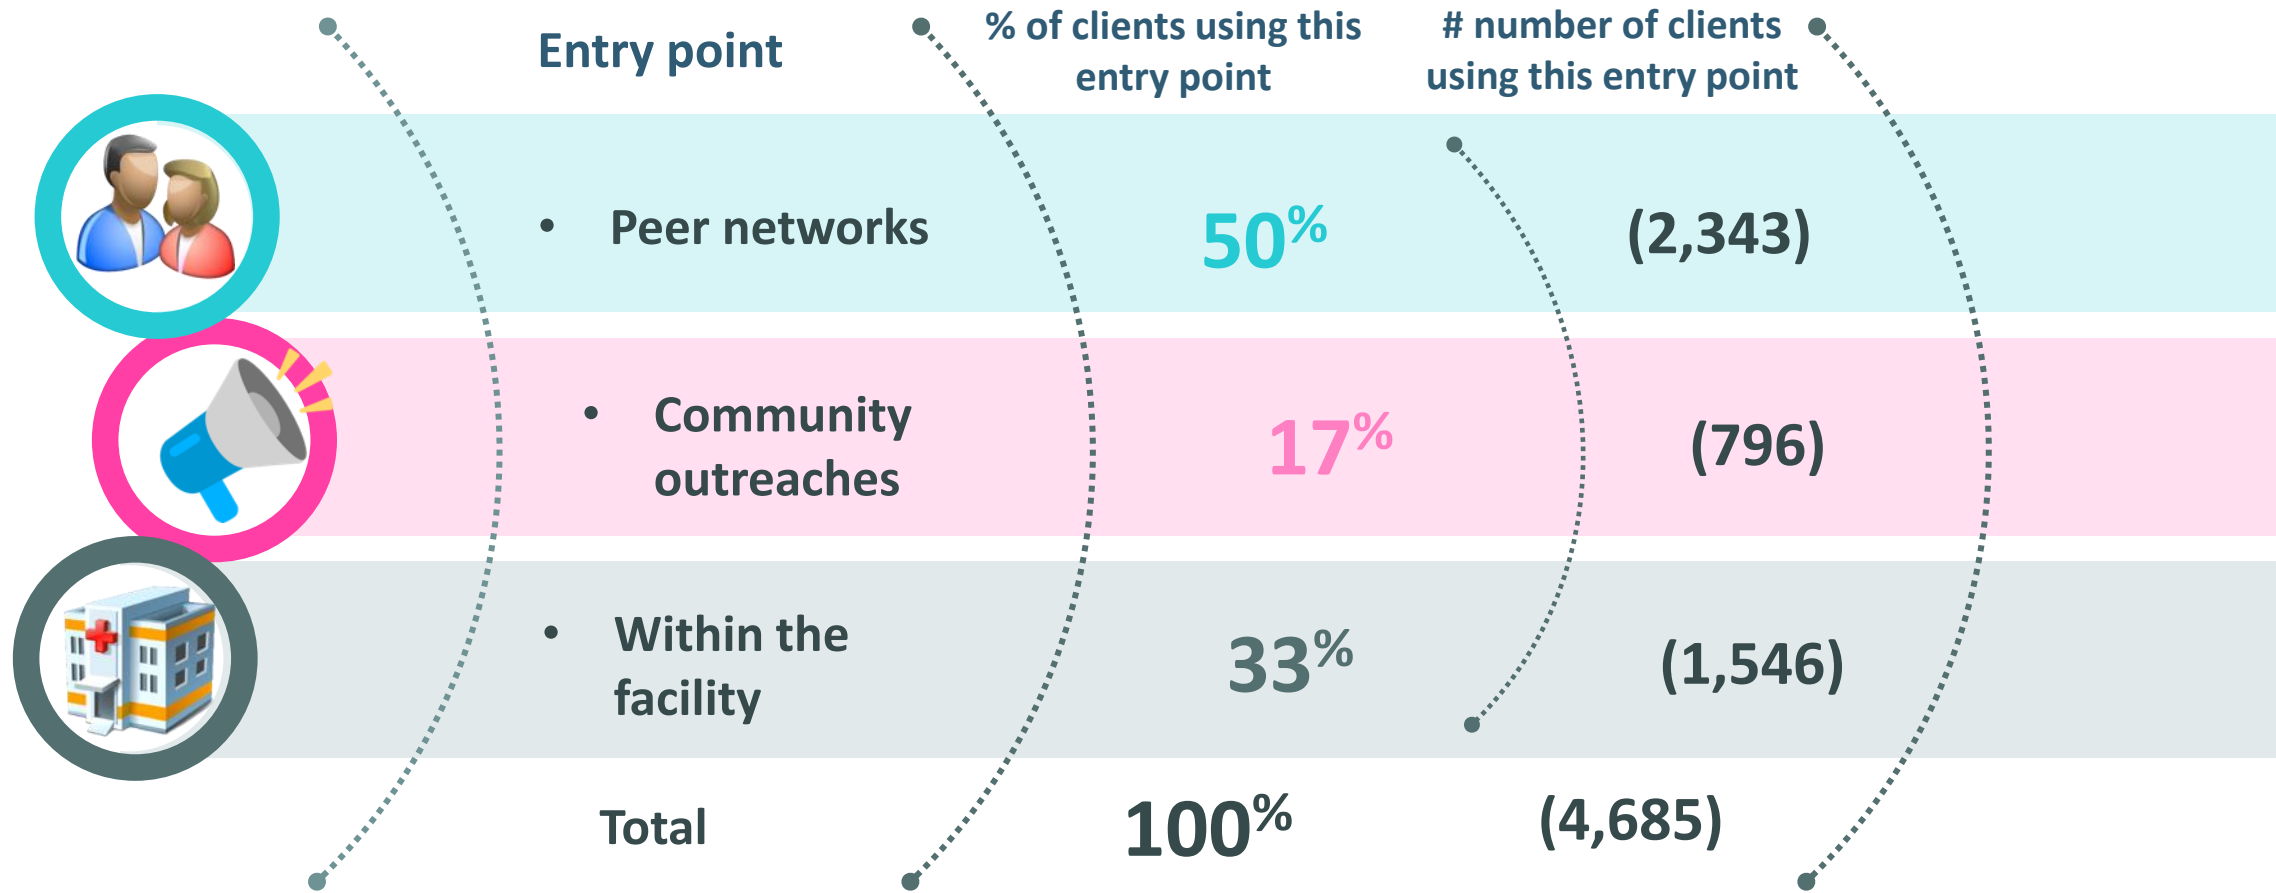 Entry point
% of clients using this
entry point
# number of clients
using this entry point
• Peer networks
50%
(2,343)
• Community
outreaches
17%
(796)
• Within the
facility
33%
(1,546)
Total
100%
(4,685)